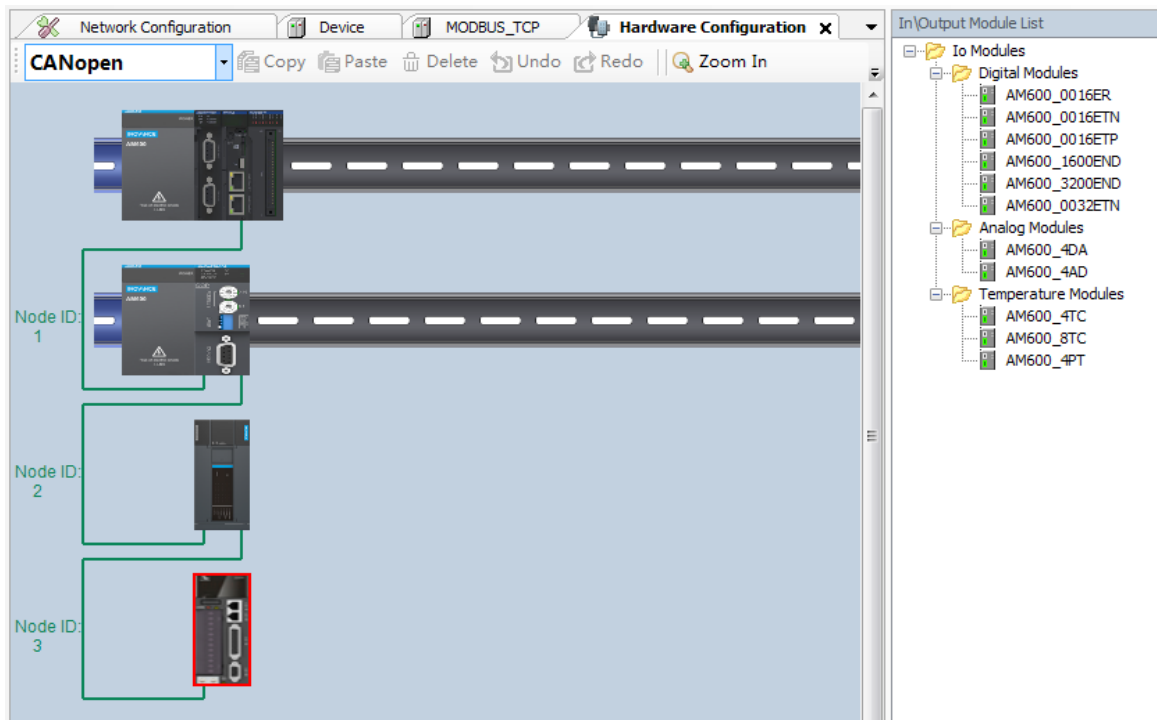 Network Configuration
Device
MODBUS_TCP
Hardware Configuration
CANopen
Copy
Paste
Delete
Undo
Redo
Zoom In
INOVANCE
Node ID:
1
INOVANCE
Node ID:
2
Node ID:
3
In\Output Module List
Io Modules
Digital Modules
AM600_0016ER
AM600_0016ETN
AM600_0016ETP
AM600_1600END
AM600_3200END
AM600_0032ETN
Analog Modules
AM600_4DA
AM600_4AD
Temperature Modules
AM600_4TC
AM600_8TC
AM600_4PT